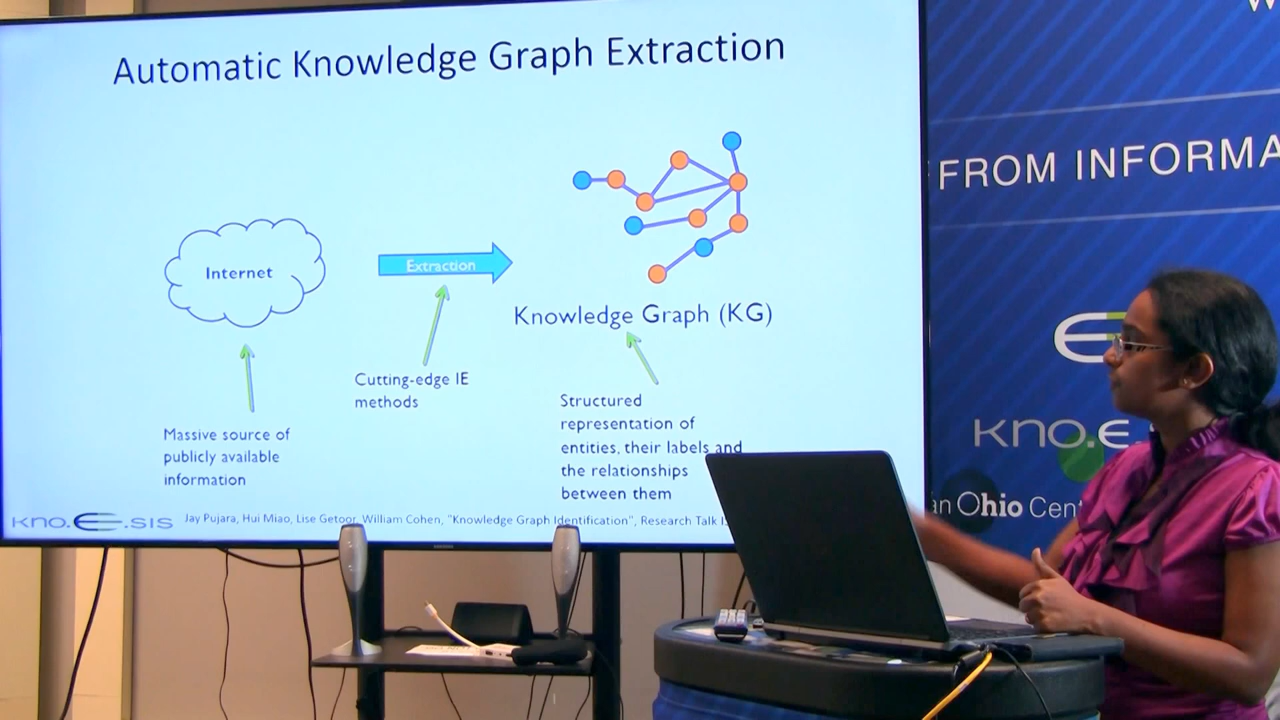 Automatic Knowledge Graph Extraction
Internet
Extraction
Knowledge Graph (KG)
Cutting-edge IE
methods
Massive source of
publicly available
information
Structured
representation of
entities, their labels and
the relationships
between them
kno.e.sis
Jay Pujara, Hui Miao, Lise Getoor, William Cohen, "Knowledge Graph Identification", Research Talk
W
FROM INFORMA
kno.e.
an Ohio Cen